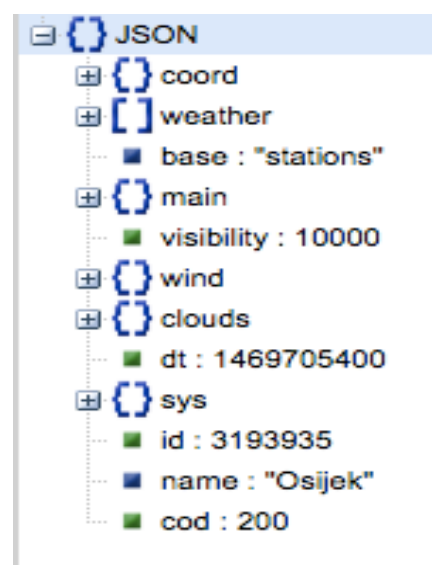 {} JSON
{} coord
[] weather
base : "stations"
{} main
visibility : 10000
{} wind
{} clouds
dt : 1469705400
{} sys
id : 3193935
name : "Osijek"
cod : 200